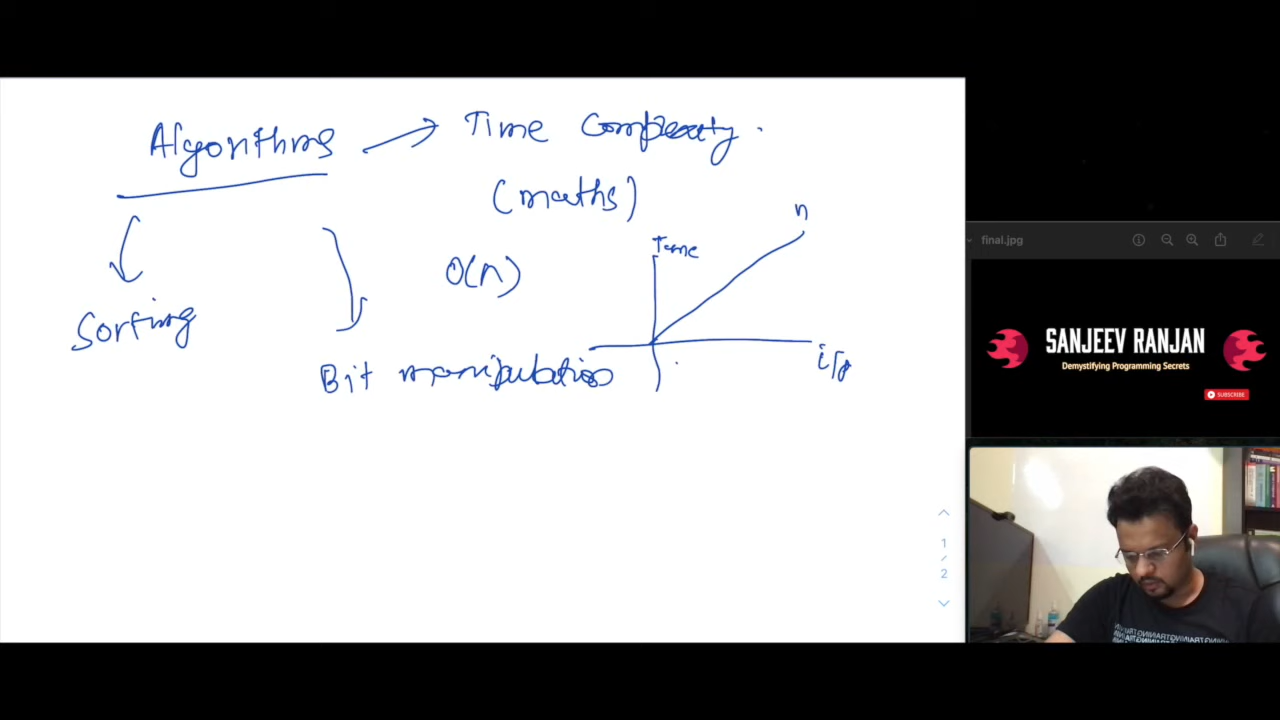 Algorithms → Time Complexity.
(maths)
n
Time
O(n)
Sorting
i/p
Bit manipulation
1
/
2
final.jpg
SANJEEV RANJAN
Demystifying Programming Secrets
SUBSCRIBE